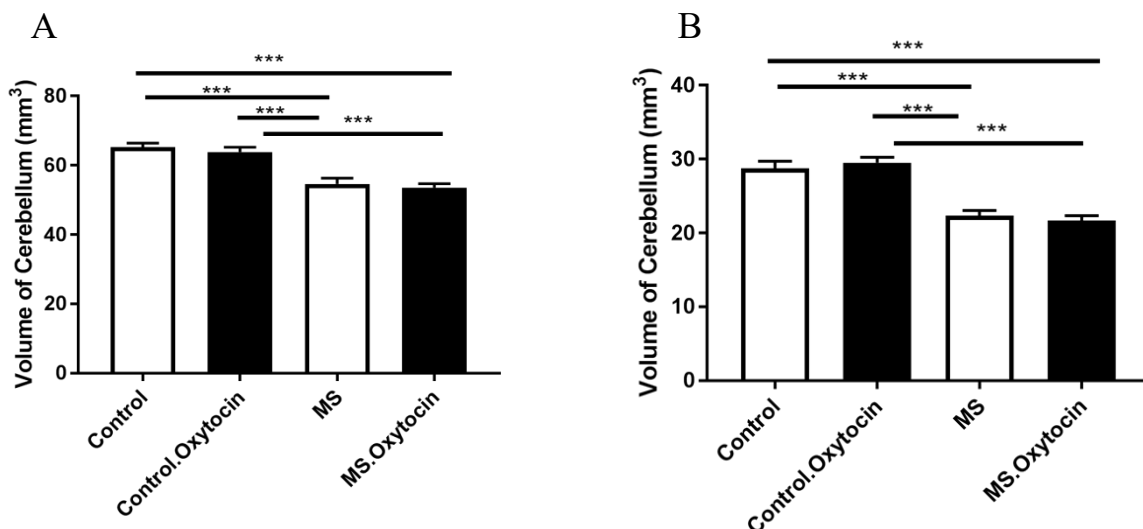 A
***
***
***
***
Volume of Cerebellum (mm³)
80
60
40
20
0
Control
Control.Oxytocin
MS
MS.Oxytocin
B
***
***
***
***
Volume of Cerebellum (mm³)
40
30
20
10
0
Control
Control.Oxytocin
MS
MS.Oxytocin